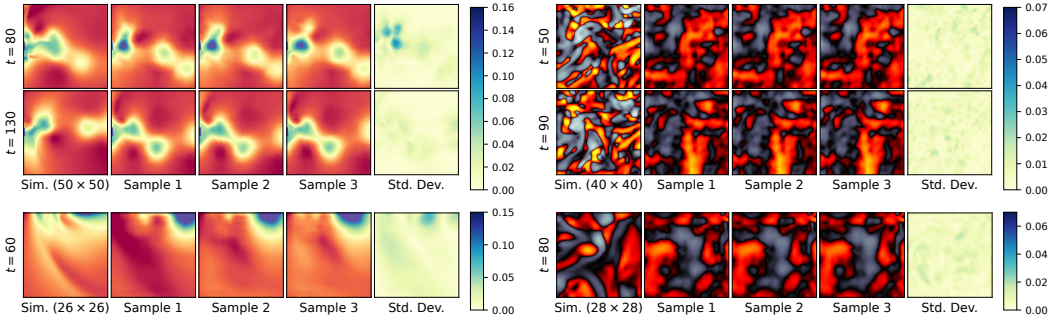 t = 80
0.16
0.14
0.12
0.10
0.08
0.06
0.04
0.02
0.00
t = 130
Sim. (50 × 50) Sample 1 Sample 2 Sample 3 Std. Dev.
t = 60
0.15
0.10
0.05
0.00
Sim. (26 × 26) Sample 1 Sample 2 Sample 3 Std. Dev.
t = 50
0.07
0.06
0.05
0.04
0.03
0.02
0.01
0.00
t = 90
Sim. (40 × 40) Sample 1 Sample 2 Sample 3 Std. Dev.
t = 80
0.06
0.04
0.02
0.00
Sim. (28 × 28) Sample 1 Sample 2 Sample 3 Std. Dev.